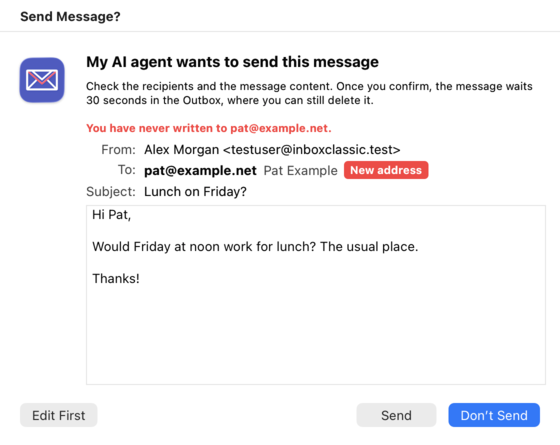 Send Message?
My AI agent wants to send this message
Check the recipients and the message content. Once you confirm, the message waits
30 seconds in the Outbox, where you can still delete it.
You have never written to pat@example.net.
From: Alex Morgan <testuser@inboxclassic.test>
To: pat@example.net Pat Example New address
Subject: Lunch on Friday?
Hi Pat,
Would Friday at noon work for lunch? The usual place.
Thanks!
Edit First Send Don't Send